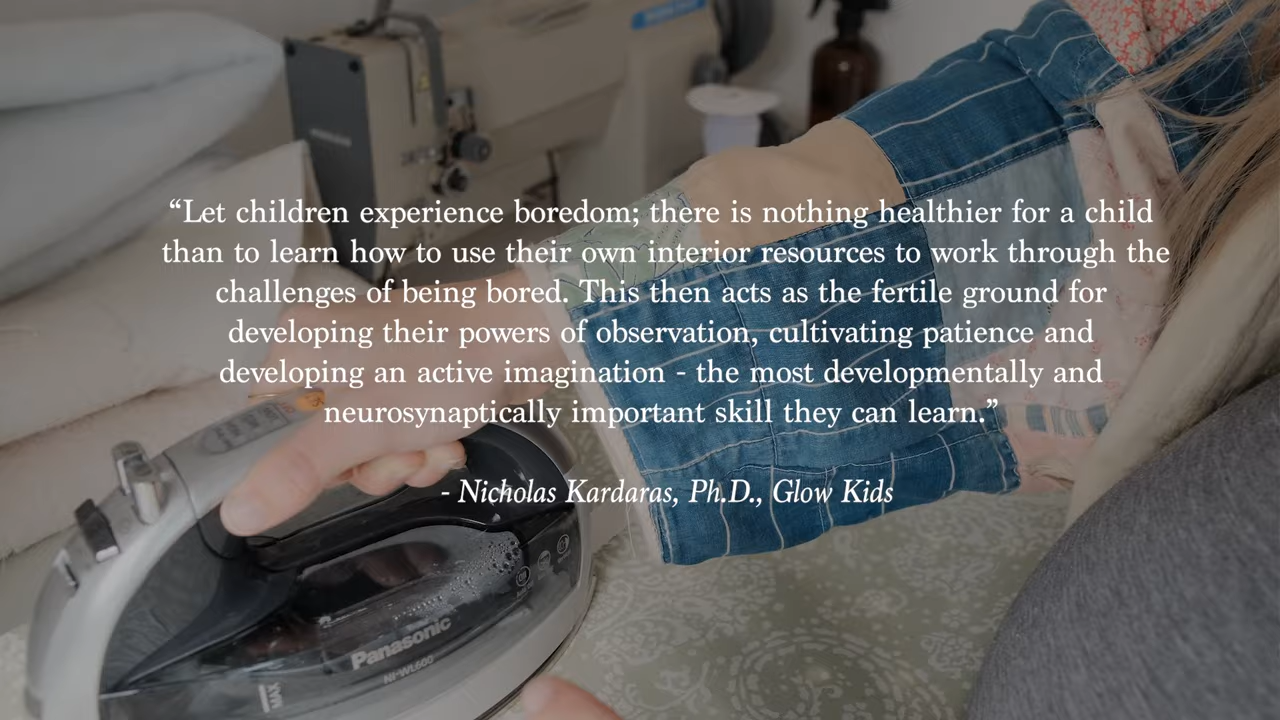 “Let children experience boredom; there is nothing healthier for a child
than to learn how to use their own interior resources to work through the
challenges of being bored. This then acts as the fertile ground for
developing their powers of observation, cultivating patience and
developing an active imagination - the most developmentally and
neurosynaptically important skill they can learn.”
- Nicholas Kardaras, Ph.D., Glow Kids
Panasonic
NI-WL600
MAX